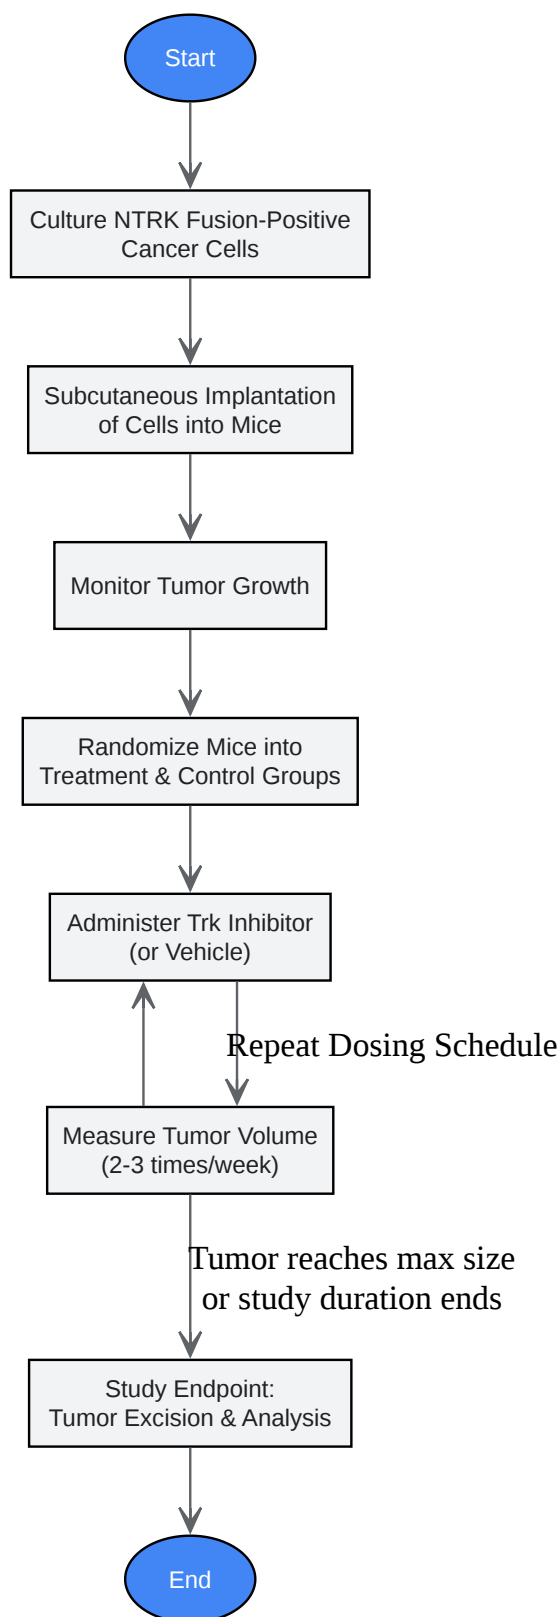 Start
Culture NTRK Fusion-Positive
Cancer Cells
Subcutaneous Implantation
of Cells into Mice
Monitor Tumor Growth
Randomize Mice into
Treatment & Control Groups
Administer Trk Inhibitor
(or Vehicle)
Repeat Dosing Schedule
Measure Tumor Volume
(2-3 times/week)
Tumor reaches max size
or study duration ends
Study Endpoint:
Tumor Excision & Analysis
End